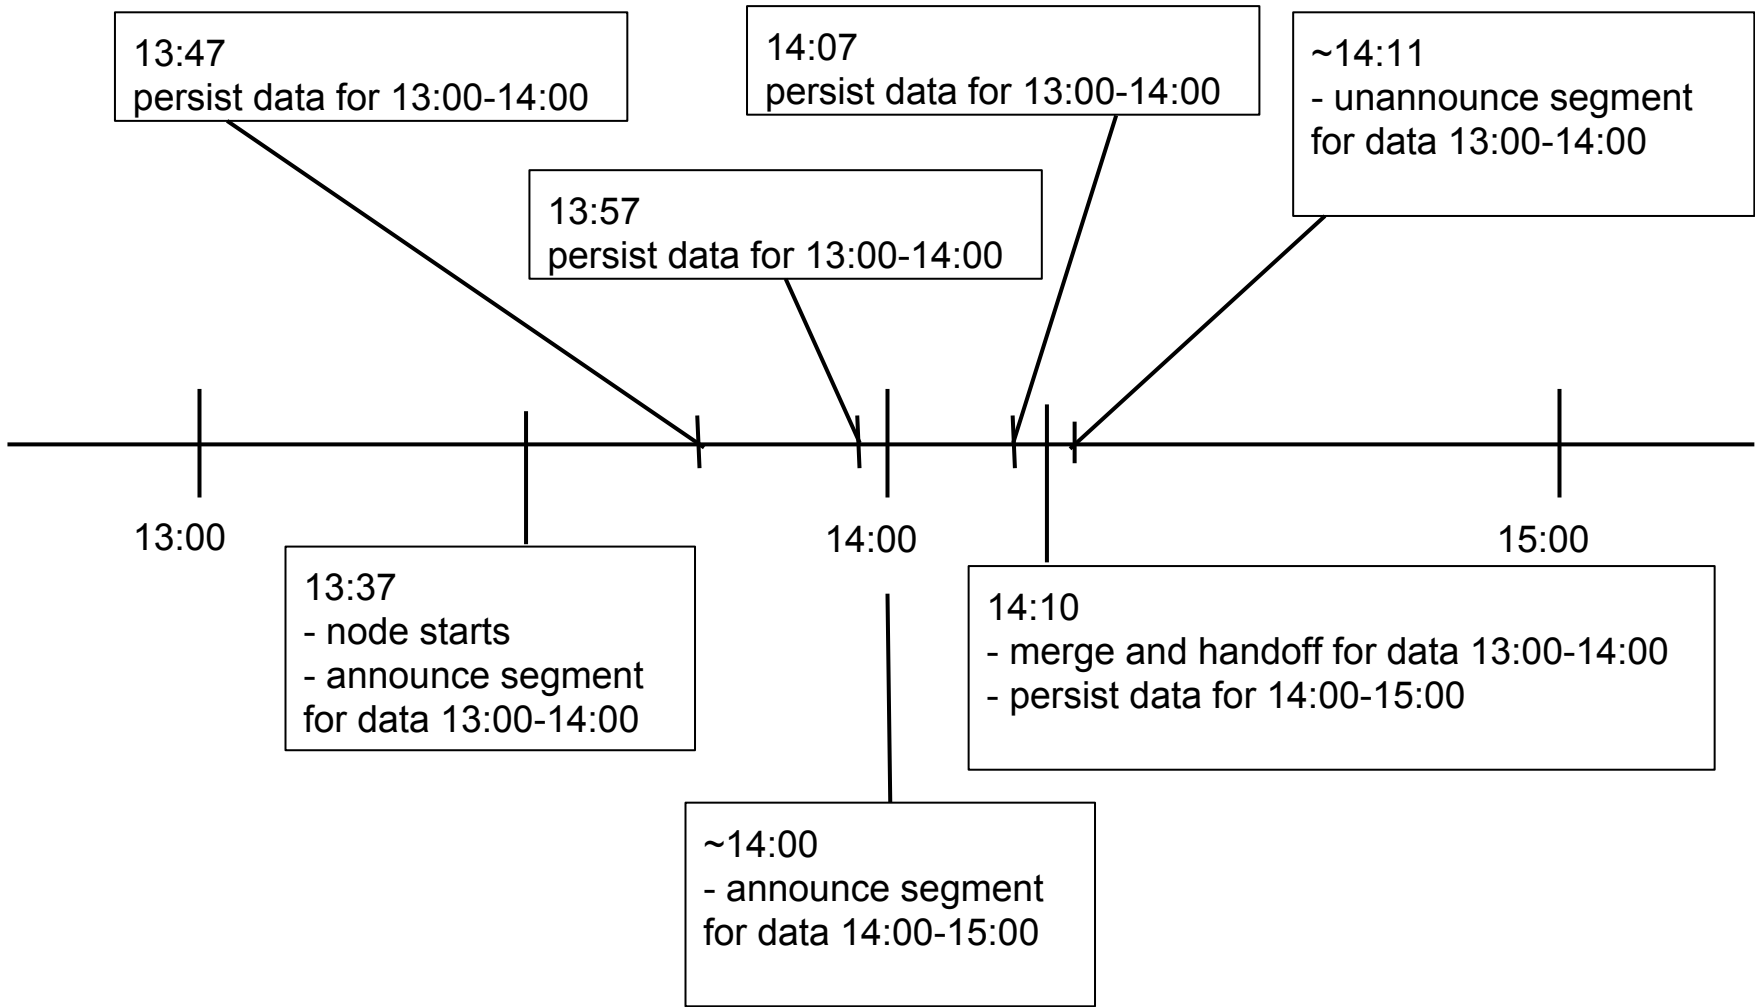 13:47
persist data for 13:00-14:00
14:07
persist data for 13:00-14:00
~14:11
- unannounce segment
for data 13:00-14:00
13:57
persist data for 13:00-14:00
13:00
14:00
15:00
13:37
- node starts
- announce segment
for data 13:00-14:00
14:10
- merge and handoff for data 13:00-14:00
- persist data for 14:00-15:00
~14:00
- announce segment
for data 14:00-15:00